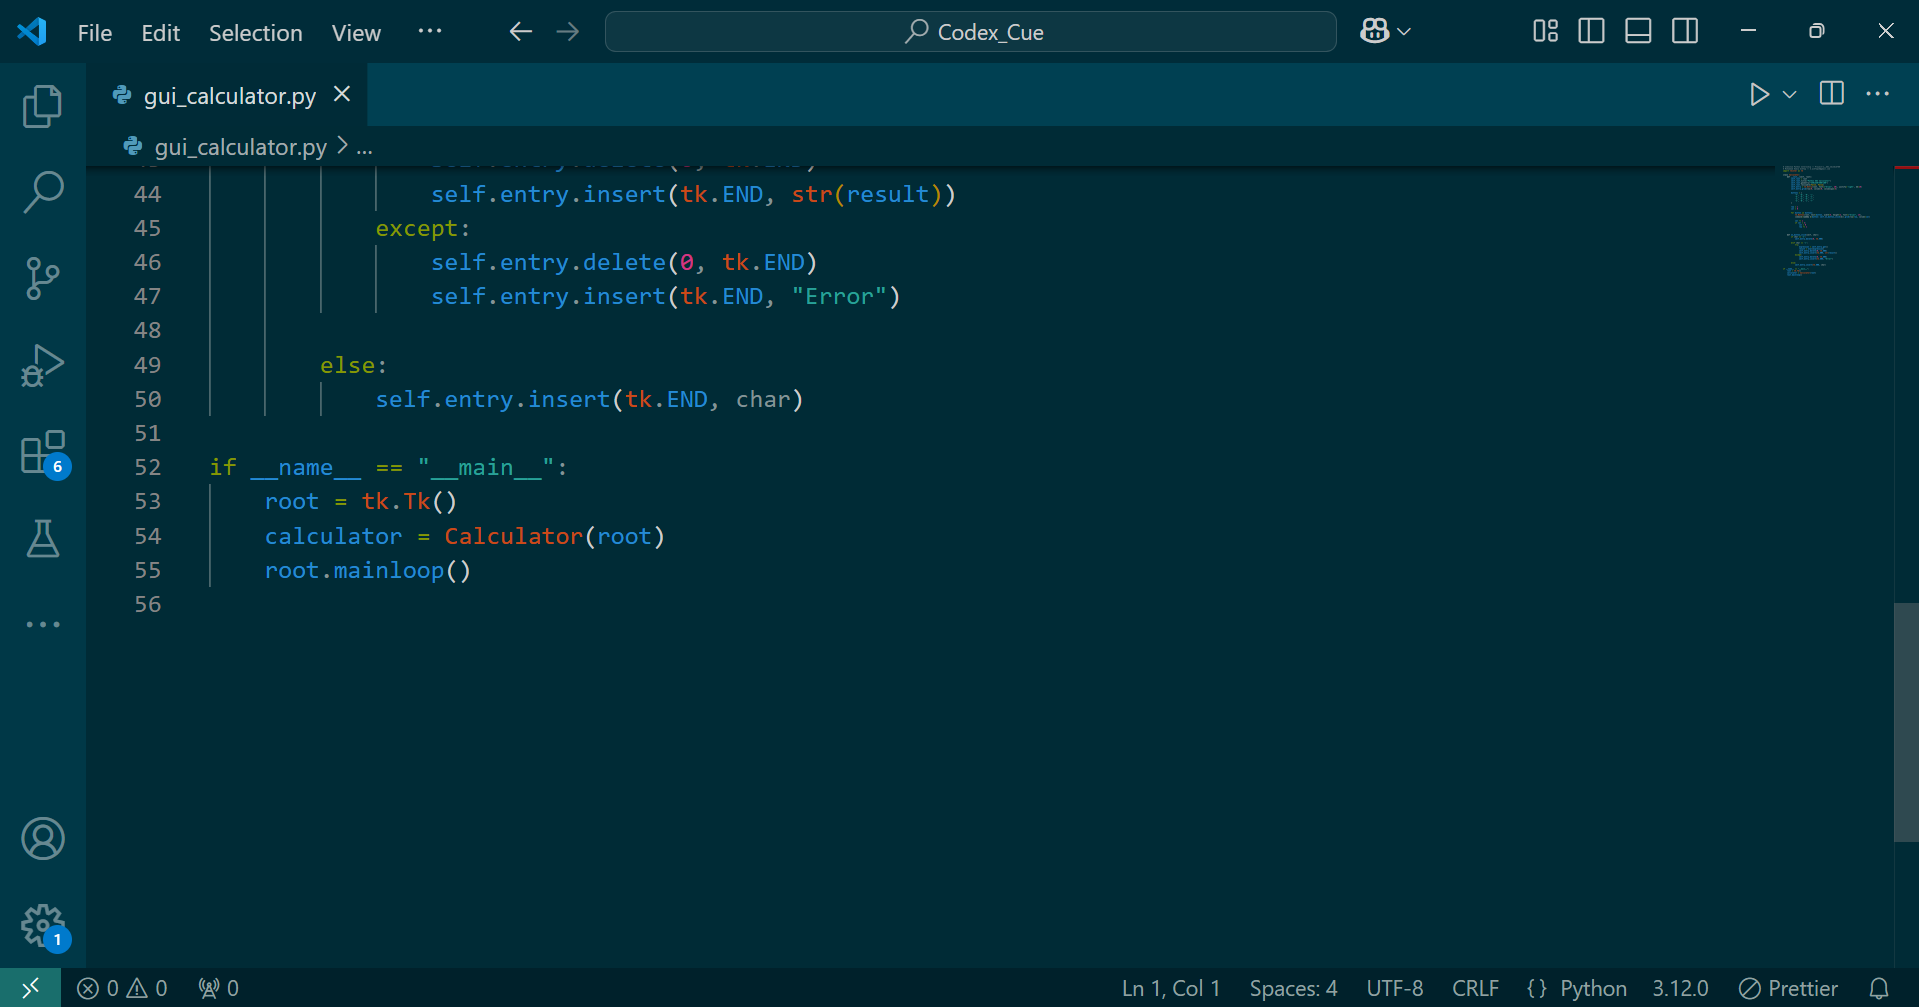 File Edit Selection View ··· Codex_Cue
gui_calculator.py
gui_calculator.py > ...
44 self.entry.insert(tk.END, str(result))
45 except:
46 self.entry.delete(0, tk.END)
47 self.entry.insert(tk.END, "Error")
48
49 else:
50 self.entry.insert(tk.END, char)
51
52 if __name__ == "__main__":
53 root = tk.Tk()
54 calculator = Calculator(root)
55 root.mainloop()
56
6
1
0 0 0 Ln 1, Col 1 Spaces: 4 UTF-8 CRLF {} Python 3.12.0 Prettier